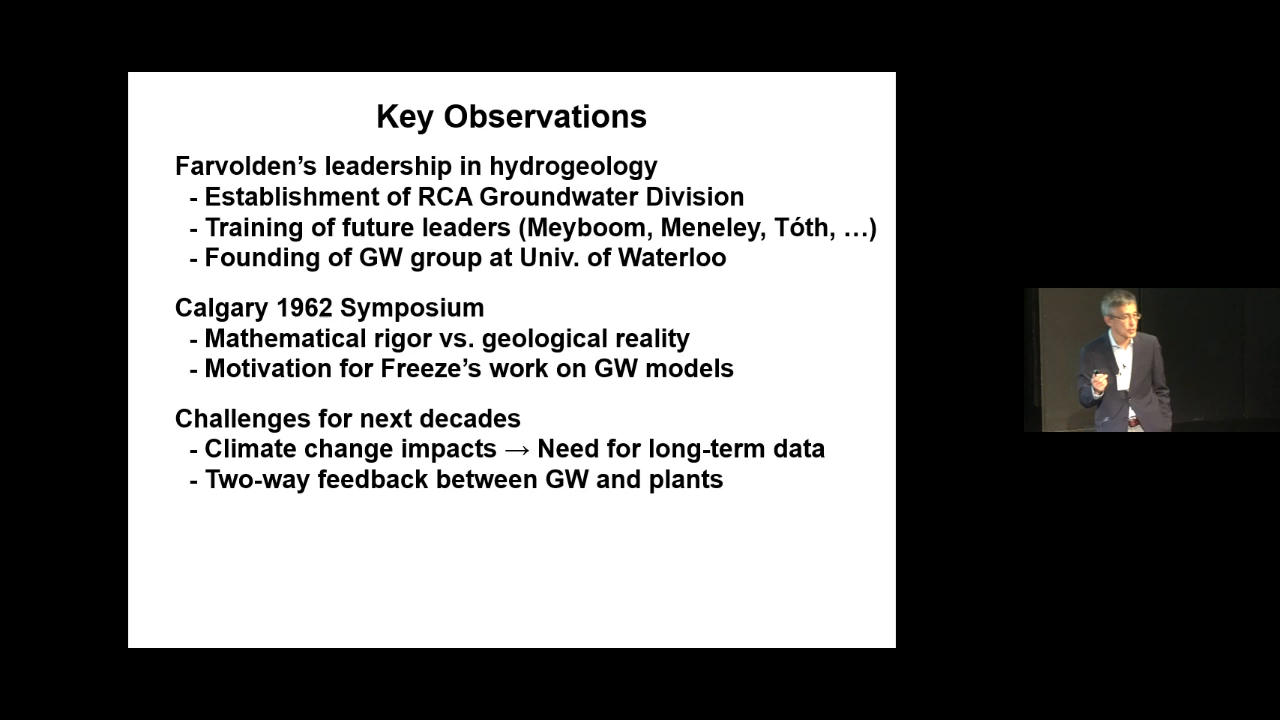 Key Observations
Farvolden’s leadership in hydrogeology
- Establishment of RCA Groundwater Division
- Training of future leaders (Meyboom, Meneley, Tóth, …)
- Founding of GW group at Univ. of Waterloo
Calgary 1962 Symposium
- Mathematical rigor vs. geological reality
- Motivation for Freeze’s work on GW models
Challenges for next decades
- Climate change impacts → Need for long-term data
- Two-way feedback between GW and plants